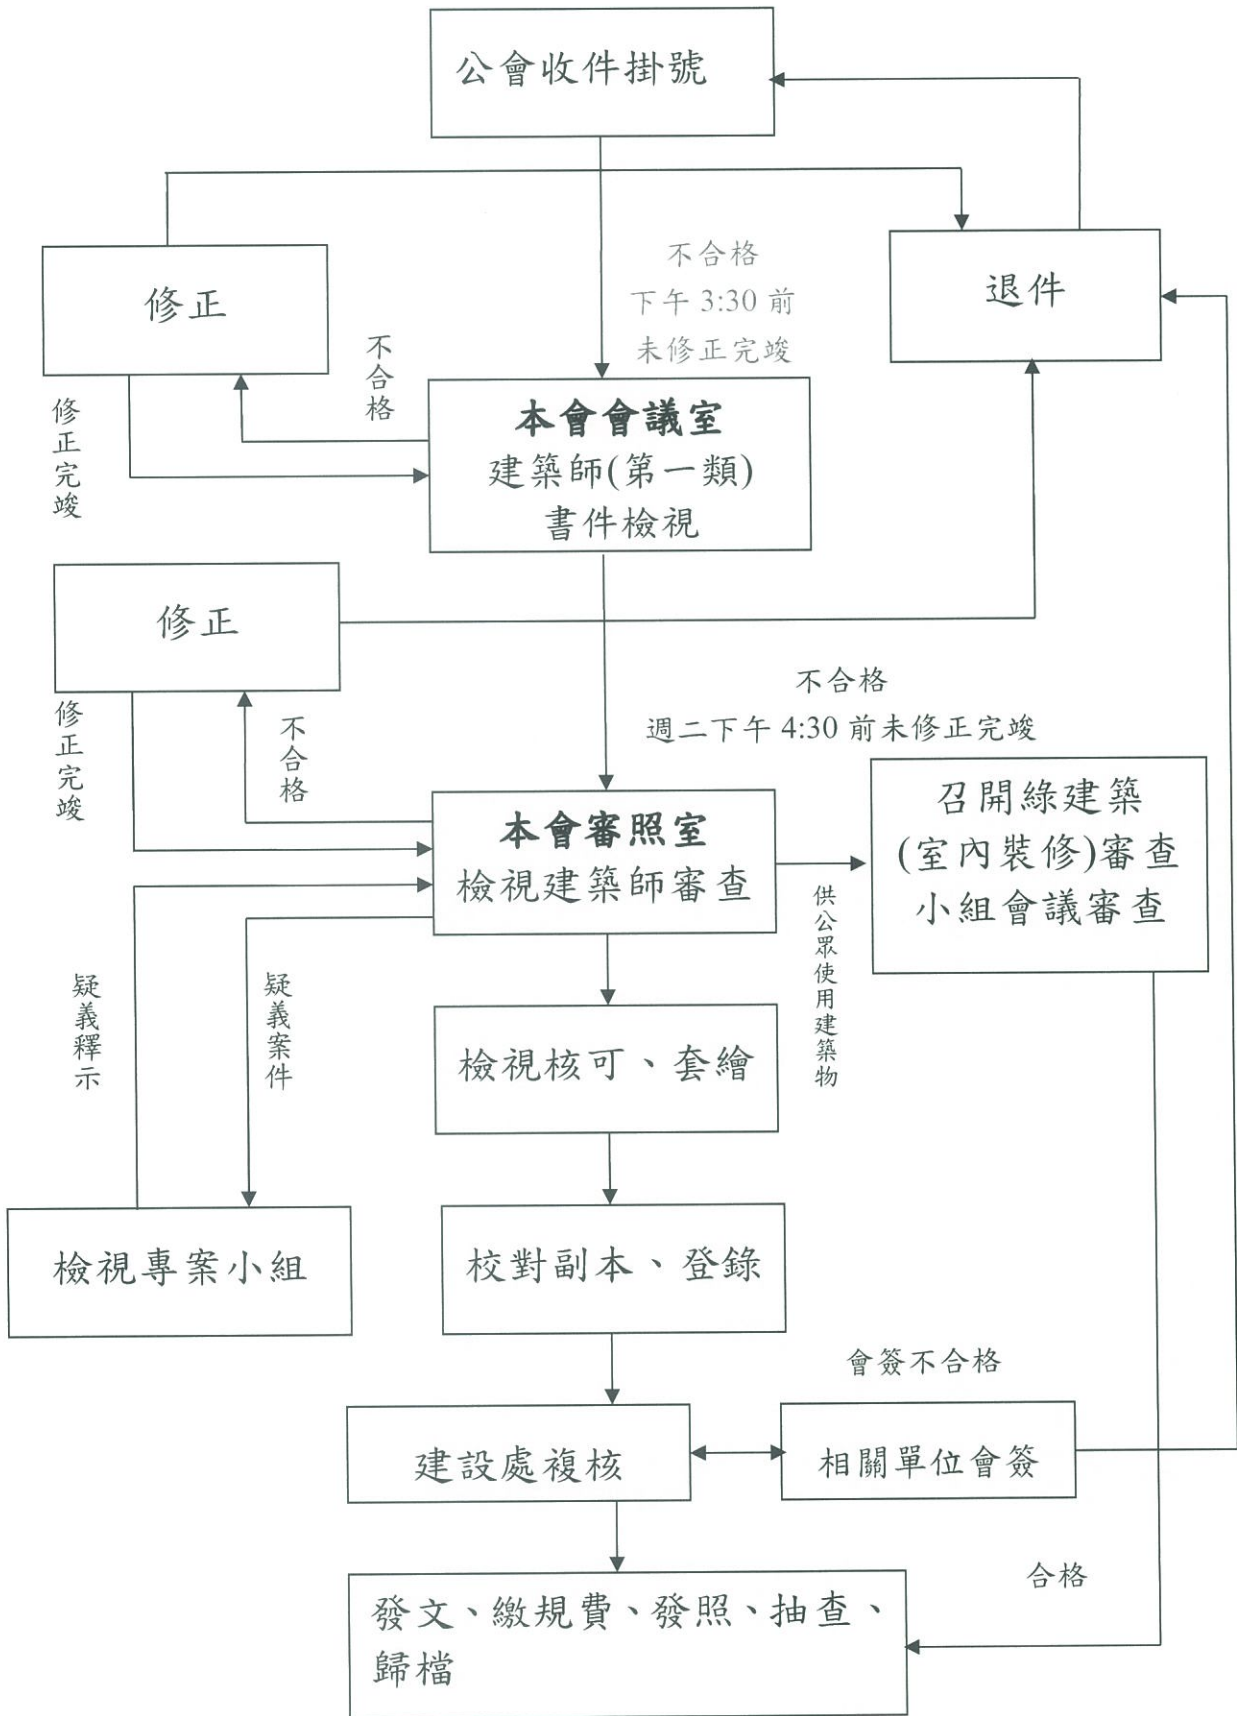 公會收件掛號
不合格
下午 3:30 前
未修正完竣
修正
退件
不合格
修正完竣
本會會議室
建築師(第一類)
書件檢視
修正
不合格
週二下午 4:30 前未修正完竣
修正完竣
不合格
本會審照室
檢視建築師審查
召開綠建築
(室內裝修)審查
小組會議審查
供公眾使用建築物
疑義釋示
疑義案件
檢視核可、套繪
檢視專案小組
校對副本、登錄
會簽不合格
建設處複核
相關單位會簽
合格
發文、繳規費、發照、抽查、
歸檔